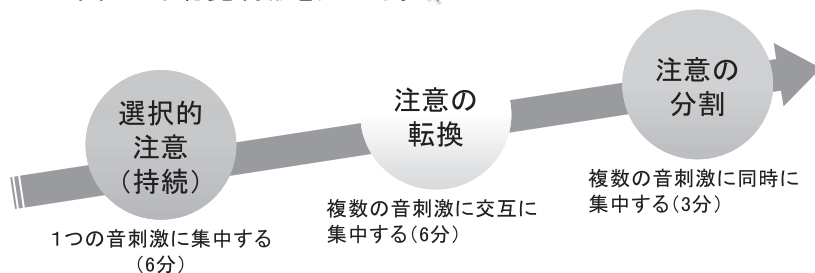 選択的
注意
(持続)
1つの音刺激に集中する
(6分)
注意の
転換
複数の音刺激に交互に
集中する(6分)
注意の
分割
複数の音刺激に同時に
集中する(3分)